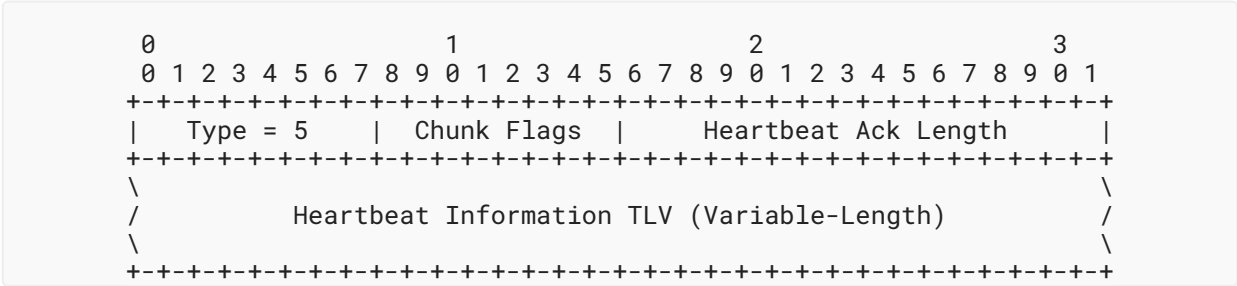 0                   1                   2                   3
 0 1 2 3 4 5 6 7 8 9 0 1 2 3 4 5 6 7 8 9 0 1 2 3 4 5 6 7 8 9 0 1
+-+-+-+-+-+-+-+-+-+-+-+-+-+-+-+-+-+-+-+-+-+-+-+-+-+-+-+-+-+-+-+-+
|   Type = 5    |  Chunk Flags  |     Heartbeat Ack Length      |
+-+-+-+-+-+-+-+-+-+-+-+-+-+-+-+-+-+-+-+-+-+-+-+-+-+-+-+-+-+-+-+-+
\                                                               \
/          Heartbeat Information TLV (Variable-Length)          /
\                                                               \
+-+-+-+-+-+-+-+-+-+-+-+-+-+-+-+-+-+-+-+-+-+-+-+-+-+-+-+-+-+-+-+-+